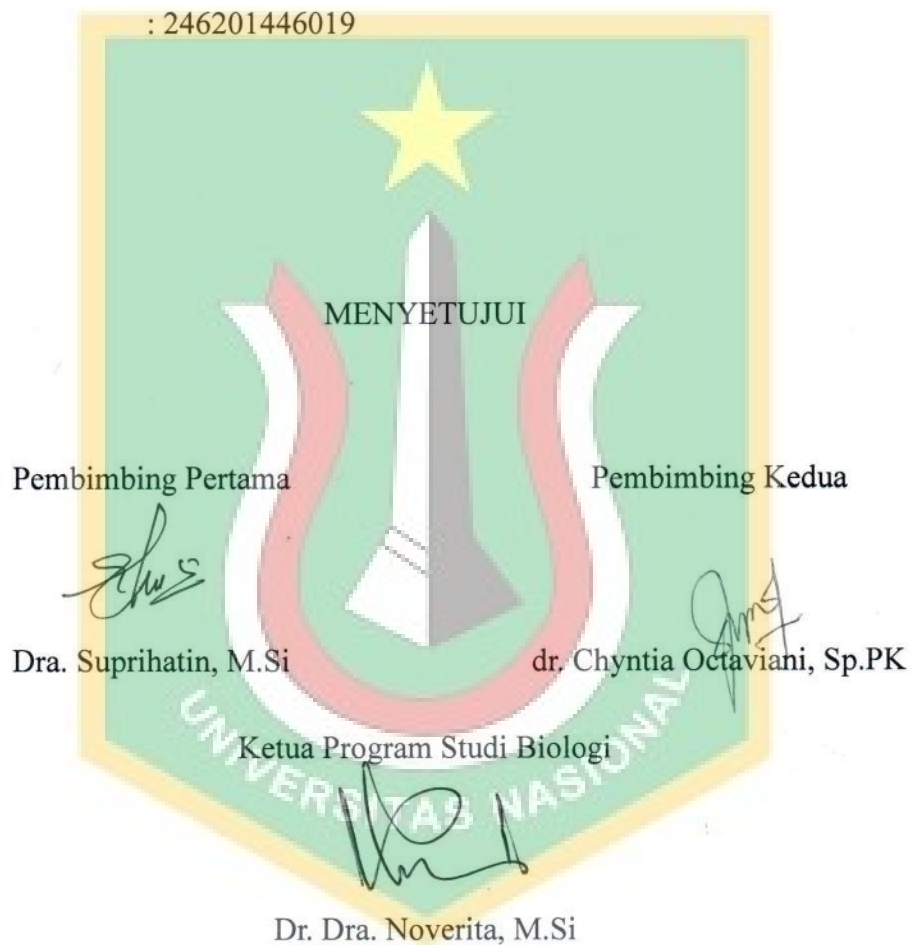 : 246201446019
MENYETUJUI
Pembimbing Pertama Pembimbing Kedua
Dra. Suprihatin, M.Si dr. Chyntia Octaviani, Sp.PK
Ketua Program Studi Biologi
UNIVERSITAS NASIONAL
Dr. Dra. Noverita, M.Si